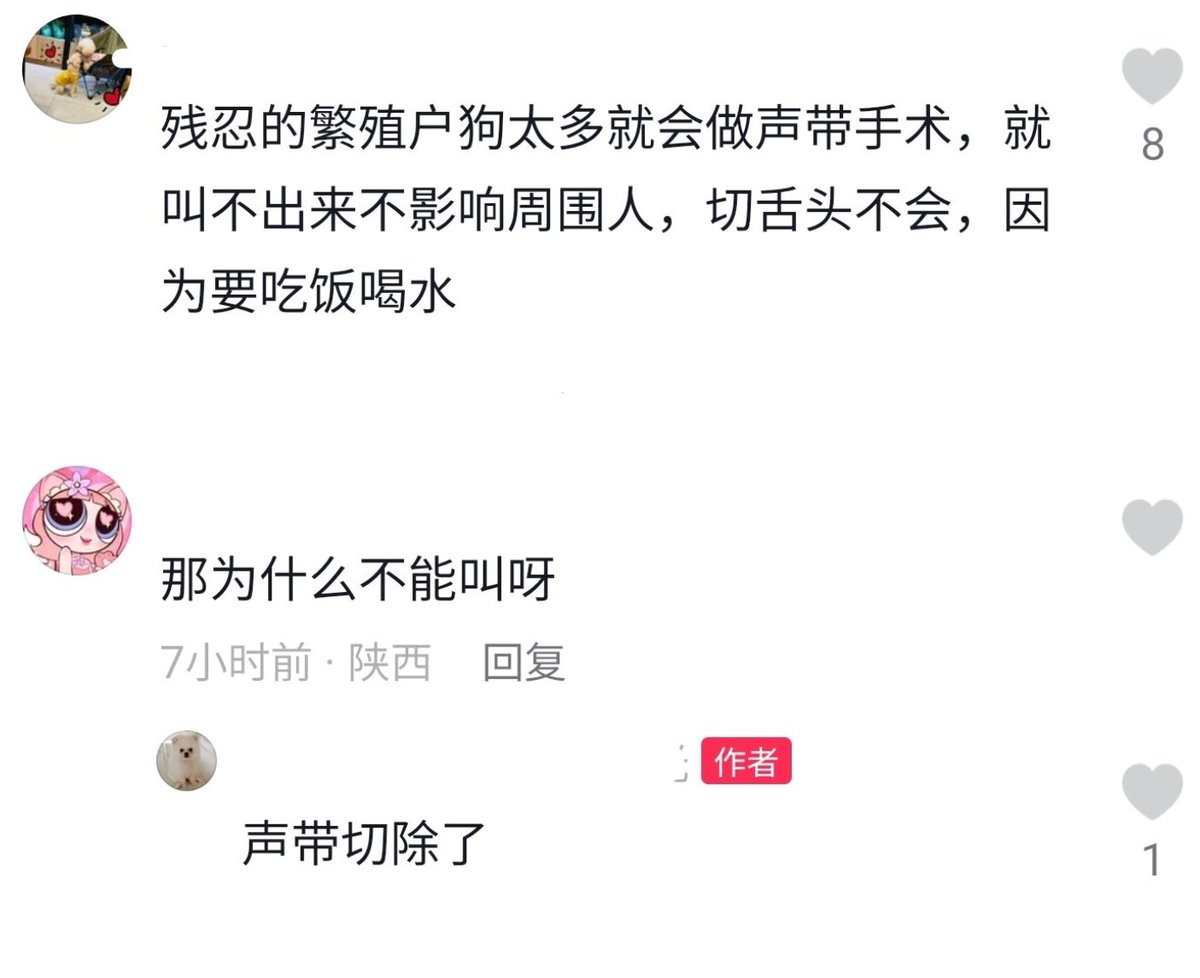 残忍的繁殖户狗太多就会做声带手术，就
叫不出来不影响周围人，切舌头不会，因
为要吃饭喝水
8
那为什么不能叫呀
7小时前 · 陕西 回复
作者
声带切除了
1